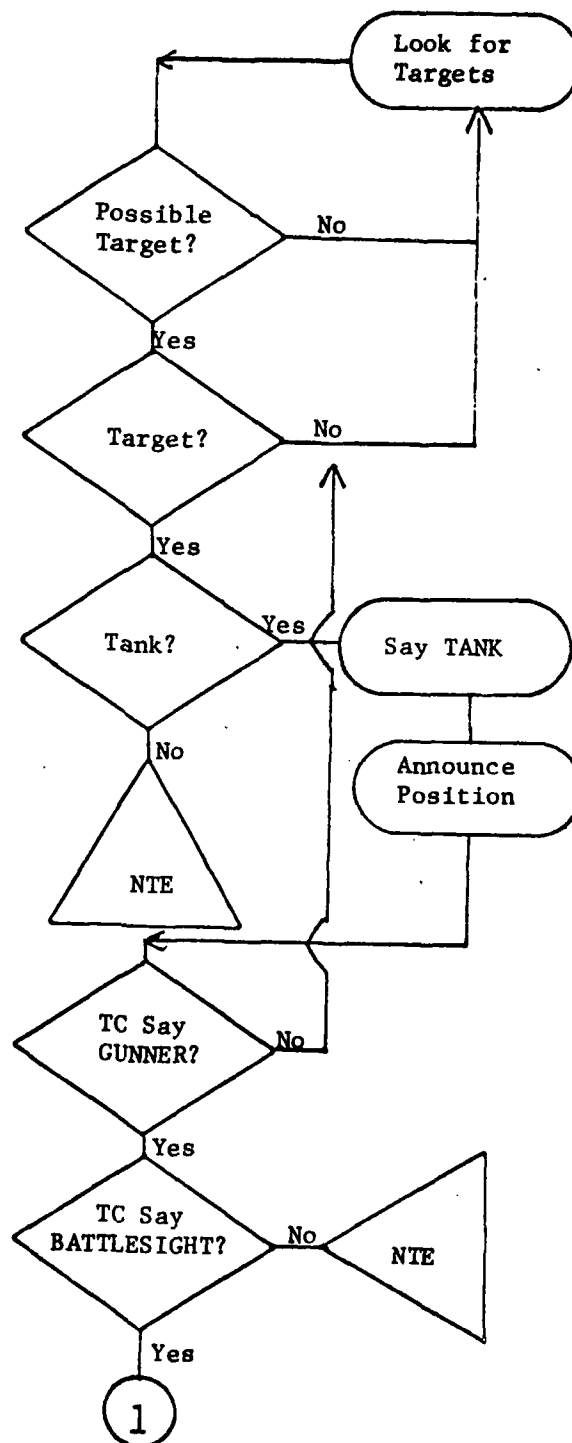 Look for
Targets
Possible
Target?
No
Yes
Target?
No
Yes
Tank?
Yes
Say TANK
No
Announce
Position
NTE
TC Say
GUNNER?
No
Yes
TC Say
BATTLESIGHT?
No
NTE
Yes
1